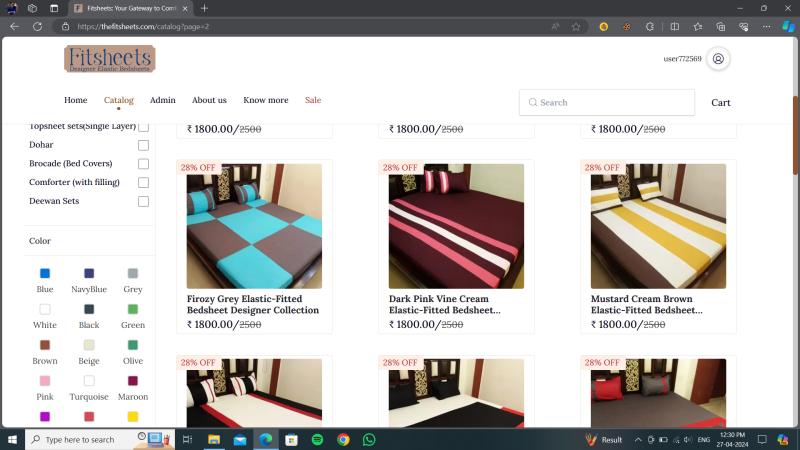 Fitsheets: Your Gateway to Com
https://thefitsheets.com/catalog?page=2
Fitsheets
Designer Elastic Bedsheets
user772569
Home Catalog Admin About us Know more Sale
Search
Cart
Topsheet sets(Single Layer)
Dohar
Brocade (Bed Covers)
Comforter (with filling)
Deewan Sets
Color
Blue NavyBlue Grey
White Black Green
Brown Beige Olive
Pink Turquoise Maroon
₹ 1800.00/2500
₹ 1800.00/2500
₹ 1800.00/2500
28% OFF
Firozy Grey Elastic-Fitted
Bedsheet Designer Collection
₹ 1800.00/2500
28% OFF
Dark Pink Vine Cream
Elastic-Fitted Bedsheet...
₹ 1800.00/2500
28% OFF
Mustard Cream Brown
Elastic-Fitted Bedsheet...
₹ 1800.00/2500
28% OFF
28% OFF
28% OFF
Type here to search
Result
ENG
12:30 PM
27-04-2024